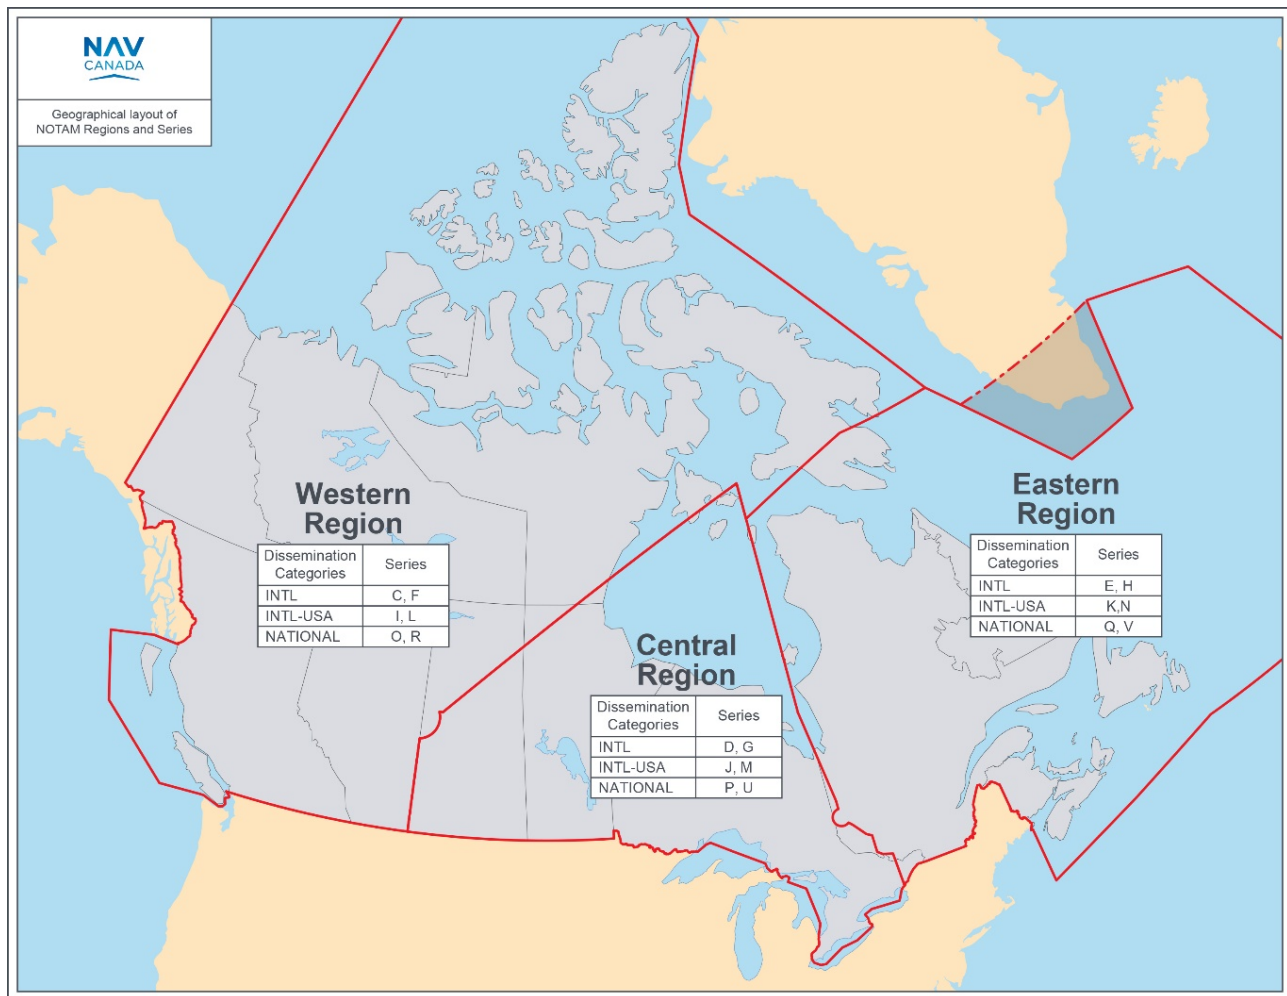 NAV
CANADA
Geographical layout of
NOTAM Regions and Series
Western
Region
Dissemination
Categories
Series
INTL
C, F
INTL-USA
I, L
NATIONAL
O, R
Eastern
Region
Dissemination
Categories
Series
INTL
E, H
INTL-USA
K,N
NATIONAL
Q, V
Central
Region
Dissemination
Categories
Series
INTL
D, G
INTL-USA
J, M
NATIONAL
P, U